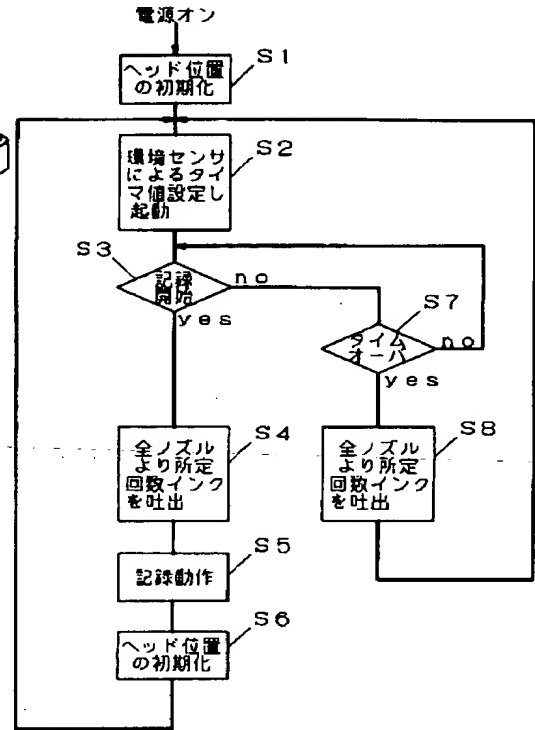 電源オン
S1
ヘッド位置
の初期化
S2
環境センサ
によるタイ
マ値設定し
起動
S3
記録
開始
no
yes
S7
タイム
オーバ
no
yes
S4
全ノズル
より所定
回数インク
を吐出
S8
全ノズル
より所定
回数インク
を吐出
S5
記録動作
S6
ヘッド位置
の初期化